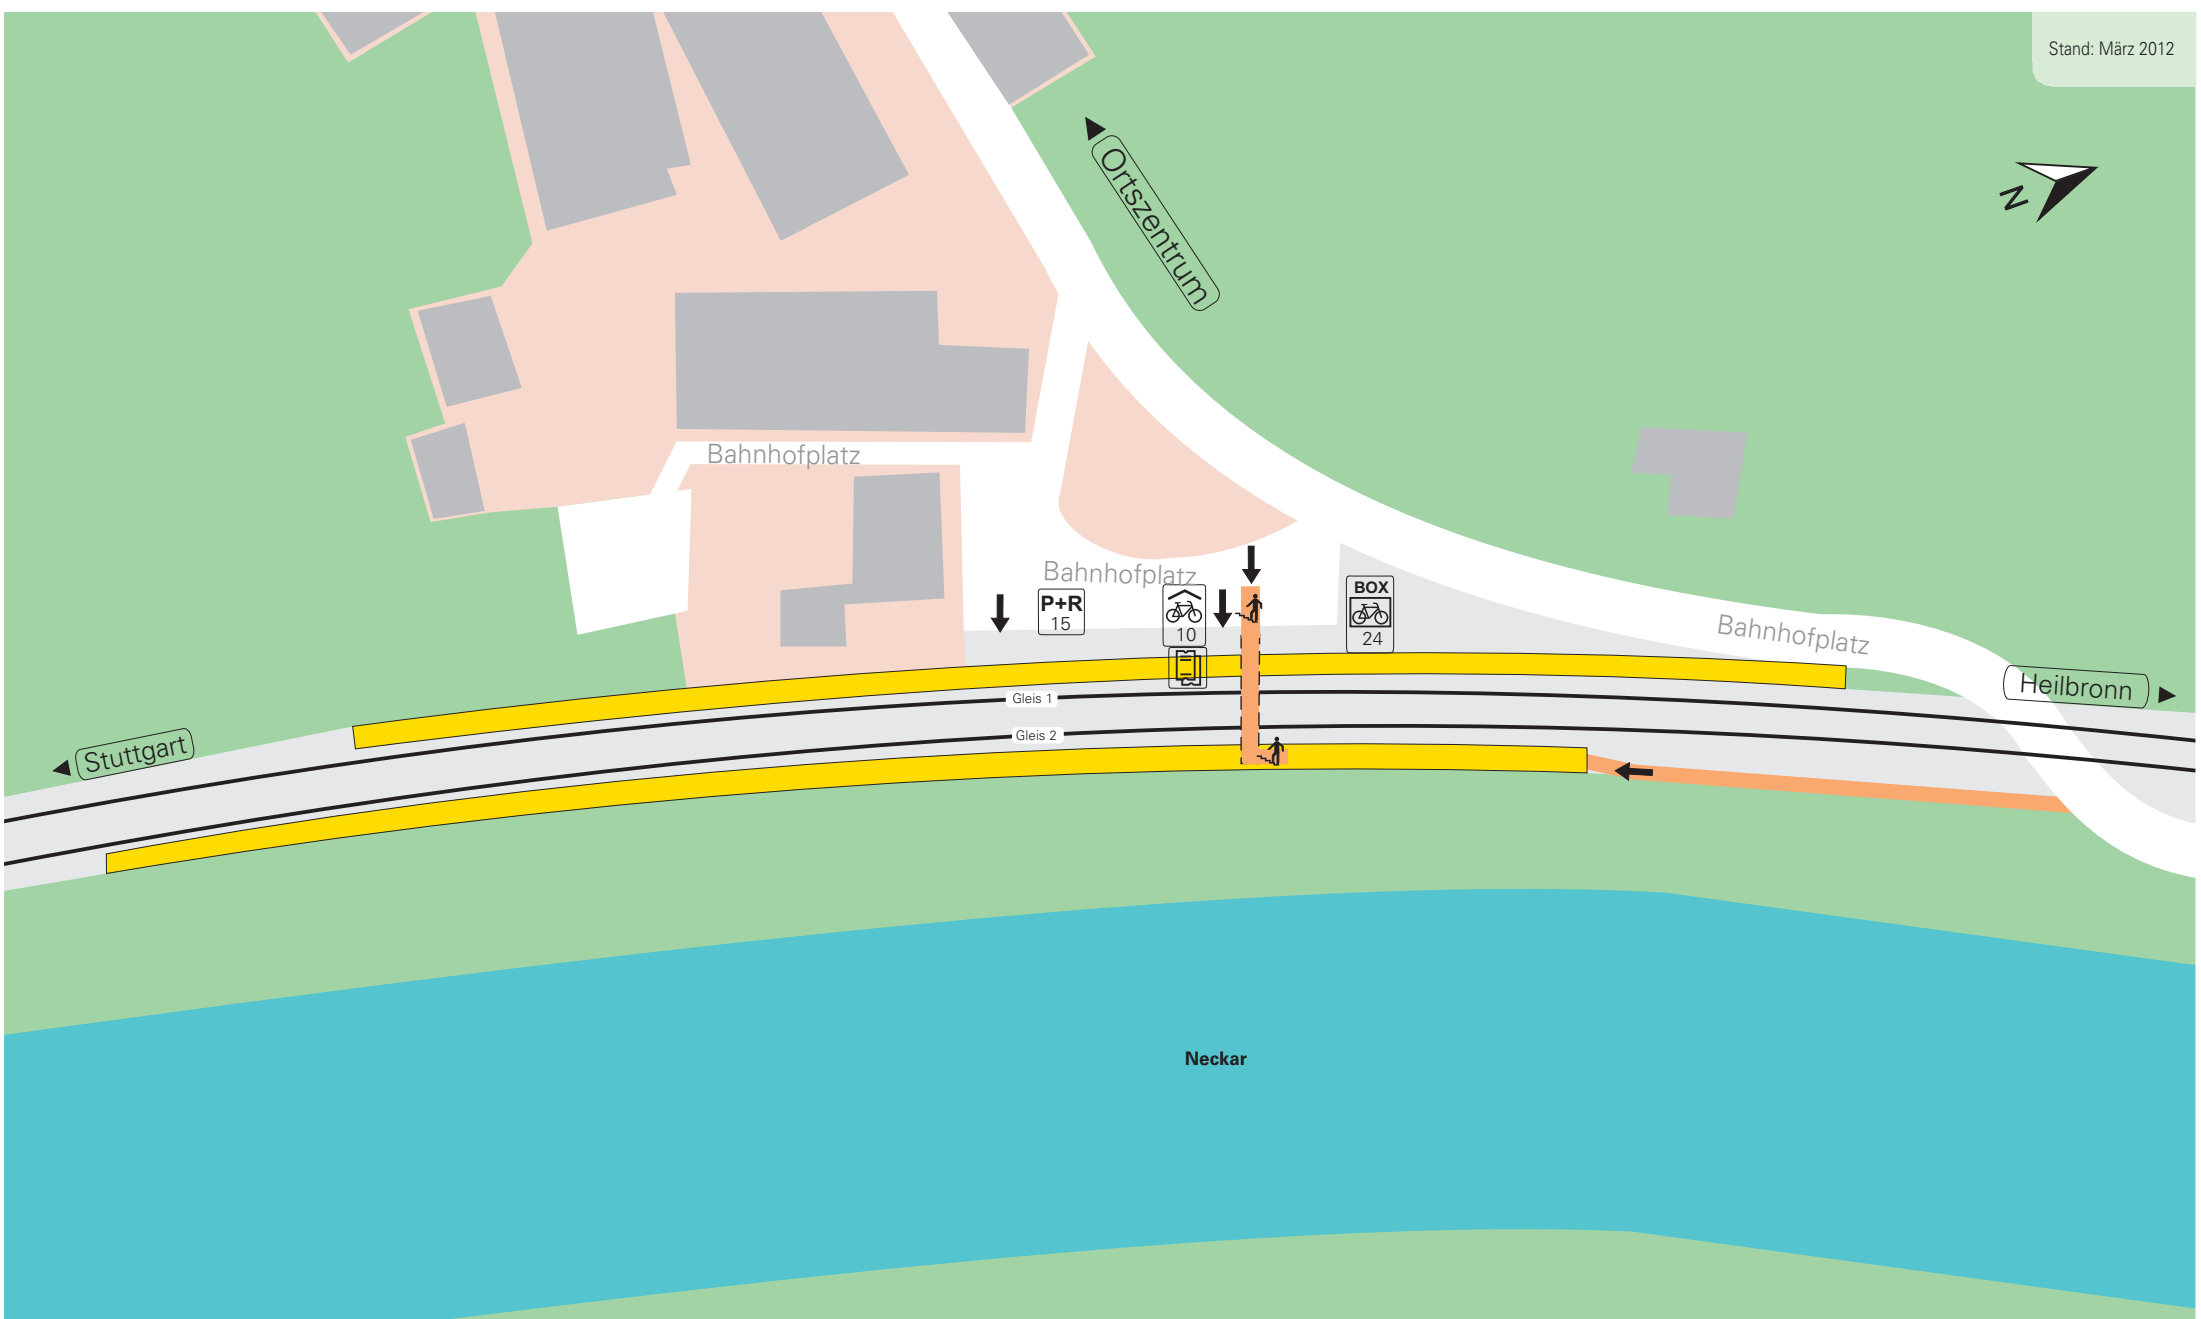 Stand: März 2012
Ortszentrum
N
Bahnhofplatz
Bahnhofplatz
P+R
15
10
BOX
24
Bahnhofplatz
Heilbronn
Gleis 1
Gleis 2
Stuttgart
Neckar